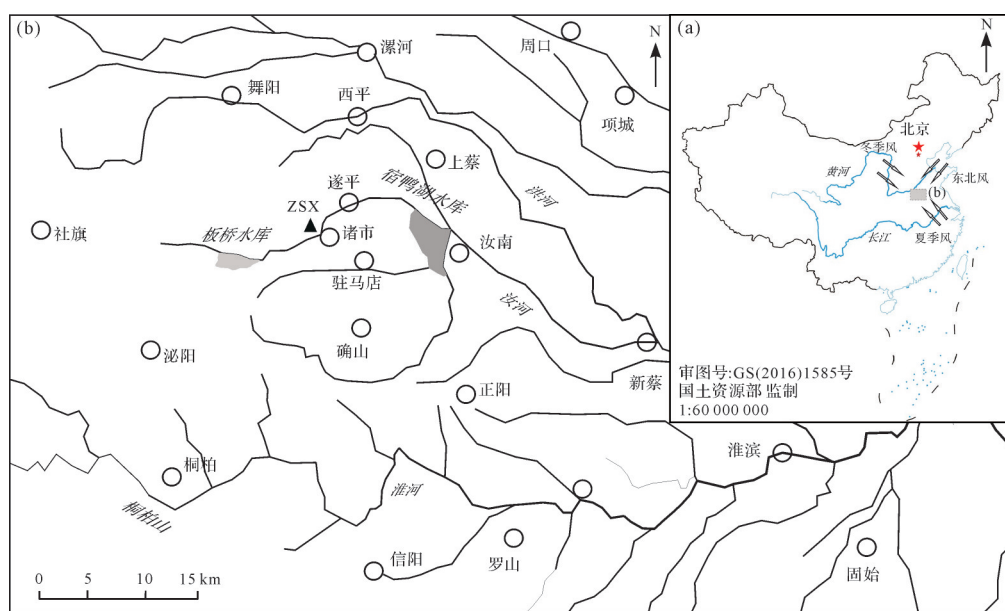 (b)
漯河
周口
N
舞阳
西平
项城
上蔡
遂平
宿鸭湖水库
洪河
ZSX
社旗
板桥水库
诸市
汝南
驻马店
汝河
确山
泌阳
新蔡
正阳
淮滨
桐柏
淮河
桐柏山
信阳
罗山
固始
0 5 10 15 km
(a)
N
北京
冬季风
黄河
东北风
(b)
长江
夏季风
审图号:GS(2016)1585号
国土资源部 监制
1:60 000 000